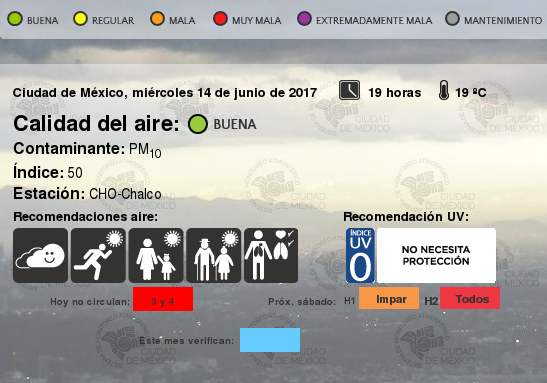 BUENA REGULAR MALA MUY MALA EXTREMADAMENTE MALA MANTENIMIENTO
Ciudad de México, miércoles 14 de junio de 2017 19 horas 19 ºC
Calidad del aire: BUENA
Contaminante: PM10
Índice: 50
Estación: CHO-Chalco
Recomendaciones aire: Recomendación UV:
ÍNDICE
UV
0
NO NECESITA
PROTECCIÓN
Hoy no circulan: 3 y 4 Próx. sábado: H1 Impar H2 Todos
Este mes verifican:
CIUDAD
DE MÉXICO